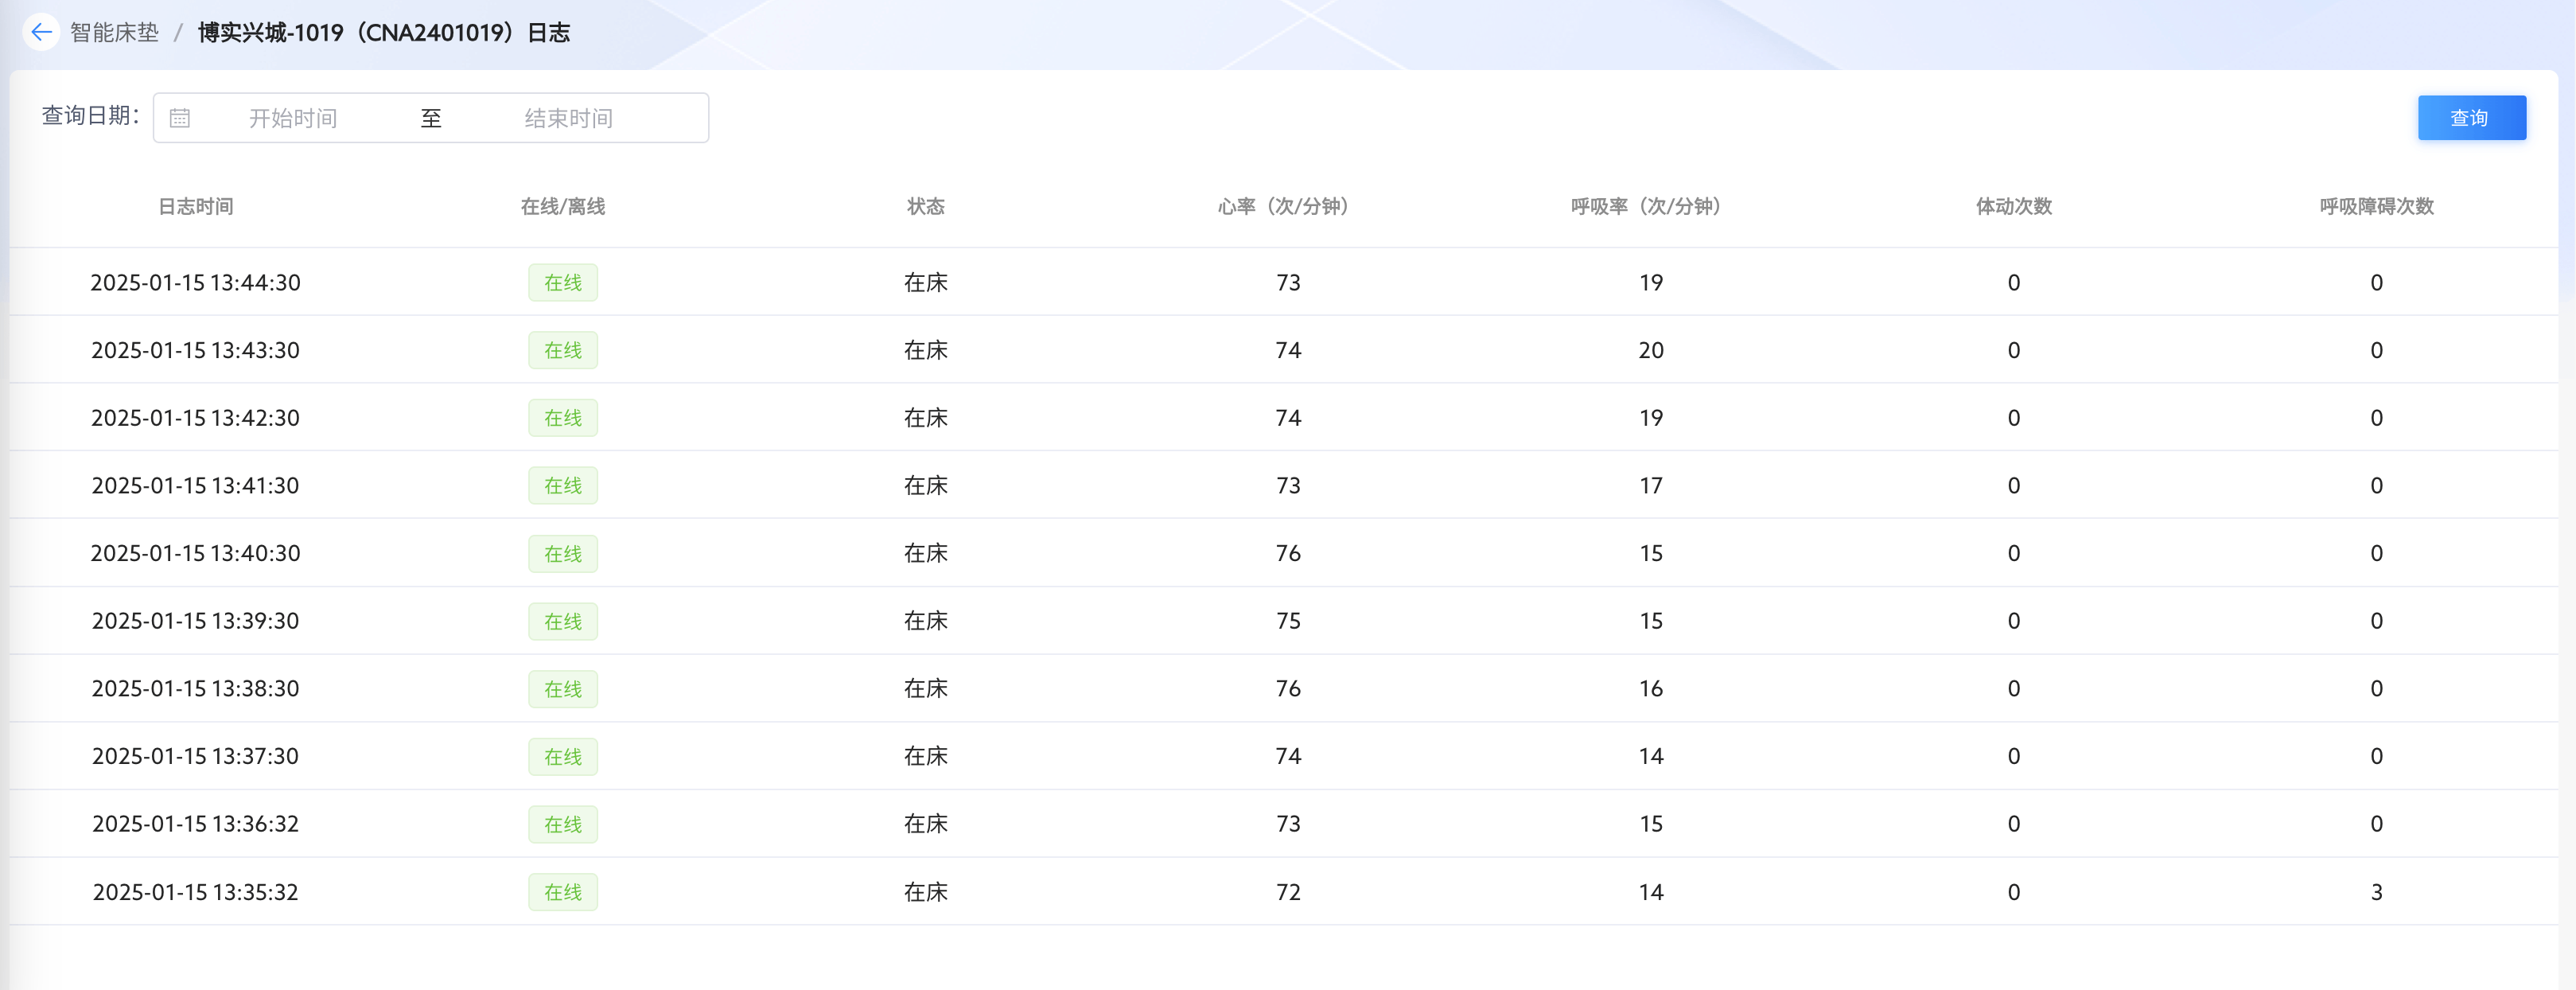 智能床垫 / 博实兴城-1019（CNA2401019）日志
查询日期： 开始时间 至 结束时间 查询
日志时间 在线/离线 状态 心率（次/分钟） 呼吸率（次/分钟） 体动次数 呼吸障碍次数
2025-01-15 13:44:30 在线 在床 73 19 0 0
2025-01-15 13:43:30 在线 在床 74 20 0 0
2025-01-15 13:42:30 在线 在床 74 19 0 0
2025-01-15 13:41:30 在线 在床 73 17 0 0
2025-01-15 13:40:30 在线 在床 76 15 0 0
2025-01-15 13:39:30 在线 在床 75 15 0 0
2025-01-15 13:38:30 在线 在床 76 16 0 0
2025-01-15 13:37:30 在线 在床 74 14 0 0
2025-01-15 13:36:32 在线 在床 73 15 0 0
2025-01-15 13:35:32 在线 在床 72 14 0 3